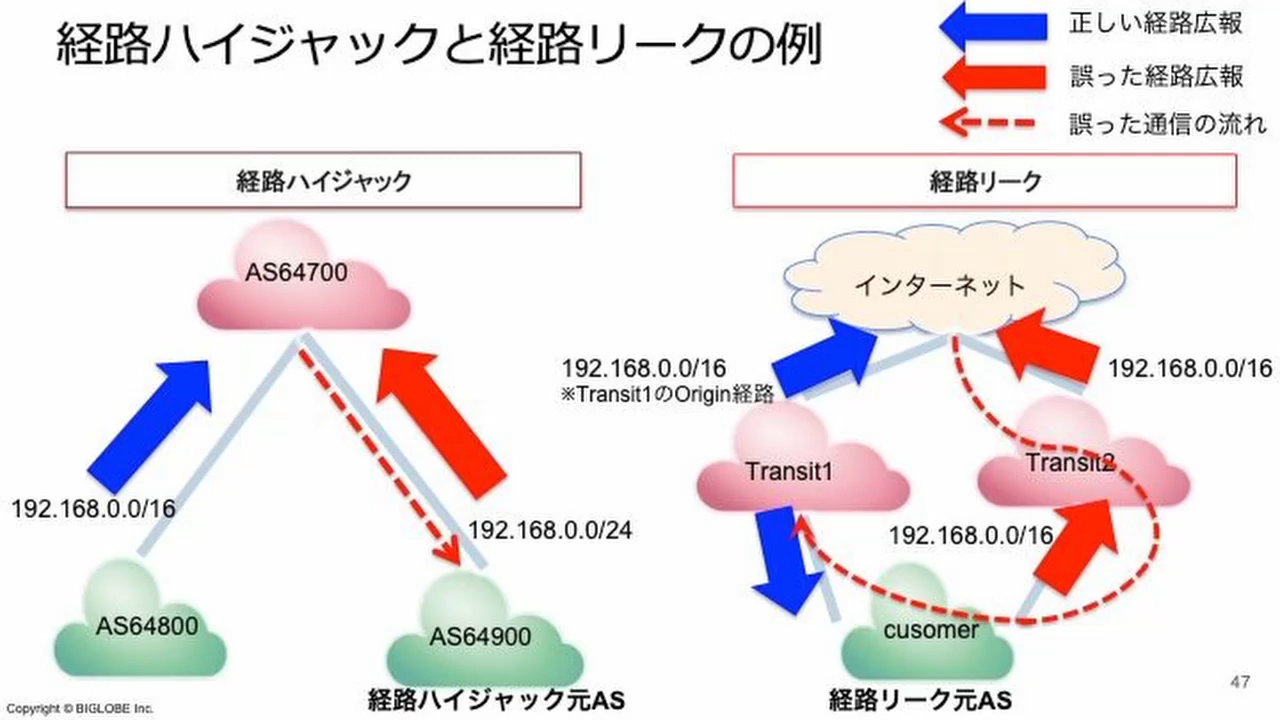 経路ハイジャックと経路リークの例
正しい経路広報
誤った経路広報
誤った通信の流れ
経路ハイジャック
AS64700
192.168.0.0/16
192.168.0.0/24
AS64800
AS64900
経路ハイジャック元AS
経路リーク
インターネット
192.168.0.0/16
※Transit1のOrigin経路
192.168.0.0/16
Transit1
Transit2
192.168.0.0/16
cusomer
経路リーク元AS
47
Copyright © BIGLOBE Inc.